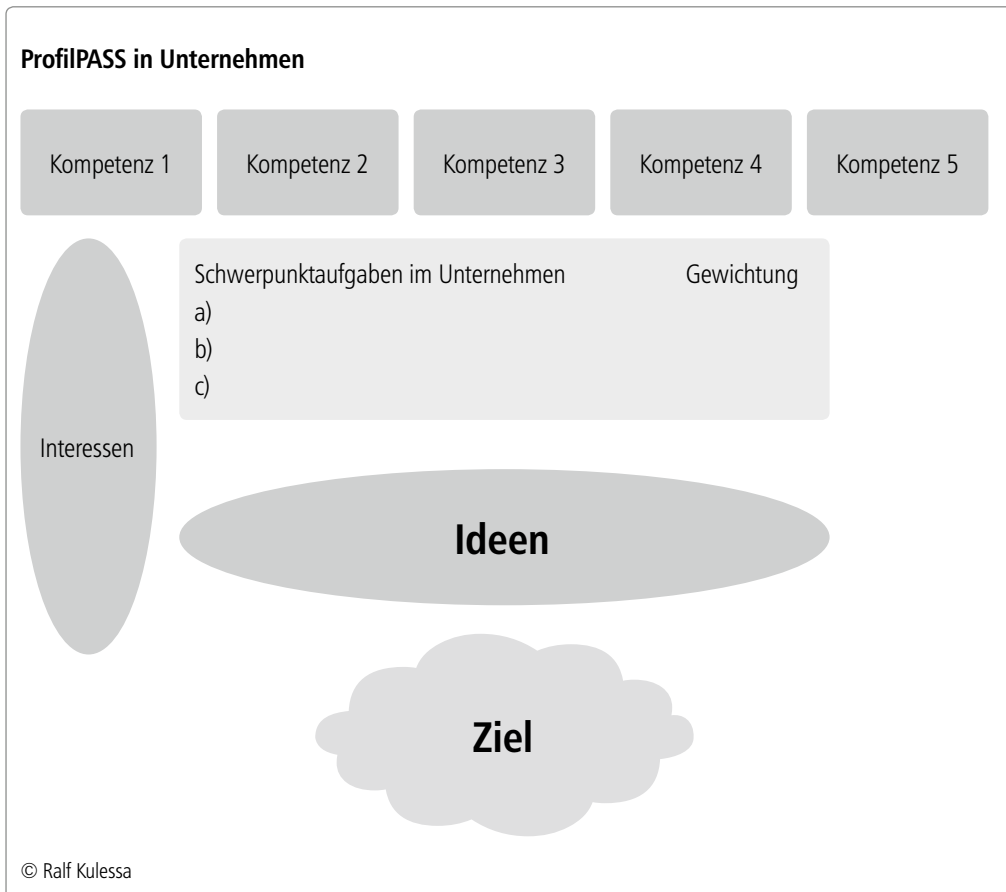 ProfilPASS in Unternehmen
Kompetenz 1
Kompetenz 2
Kompetenz 3
Kompetenz 4
Kompetenz 5
Schwerpunktaufgaben im Unternehmen Gewichtung
a)
b)
c)
Interessen
Ideen
Ziel
© Ralf Kulessa